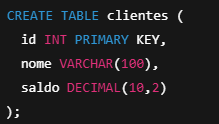 CREATE TABLE clientes (
  id INT PRIMARY KEY,
  nome VARCHAR(100),
  saldo DECIMAL(10,2)
);